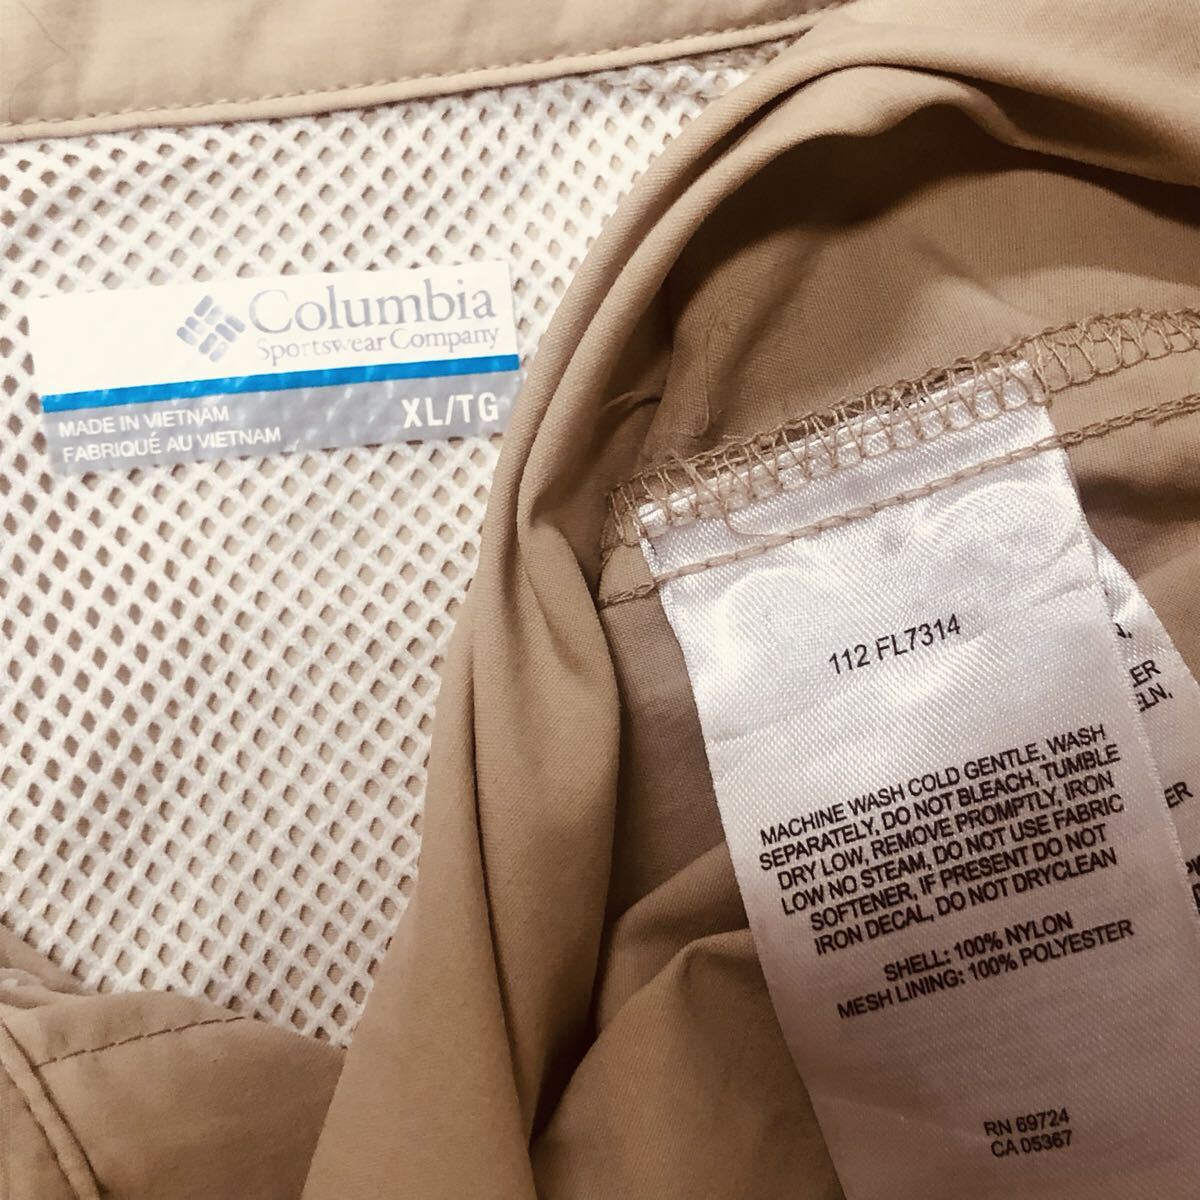 Columbia
Sportswear Company
MADE IN VIETNAM
FABRIQUÉ AU VIETNAM
XL/TG
112 FL7314
MACHINE WASH COLD GENTLE, WASH
SEPARATELY, DO NOT BLEACH, TUMBLE
DRY LOW, REMOVE PROMPTLY, IRON
LOW NO STEAM, DO NOT USE FABRIC
SOFTENER, IF PRESENT DO NOT
IRON DECAL, DO NOT DRYCLEAN
SHELL: 100% NYLON
MESH LINING: 100% POLYESTER
RN 69724
CA 05367